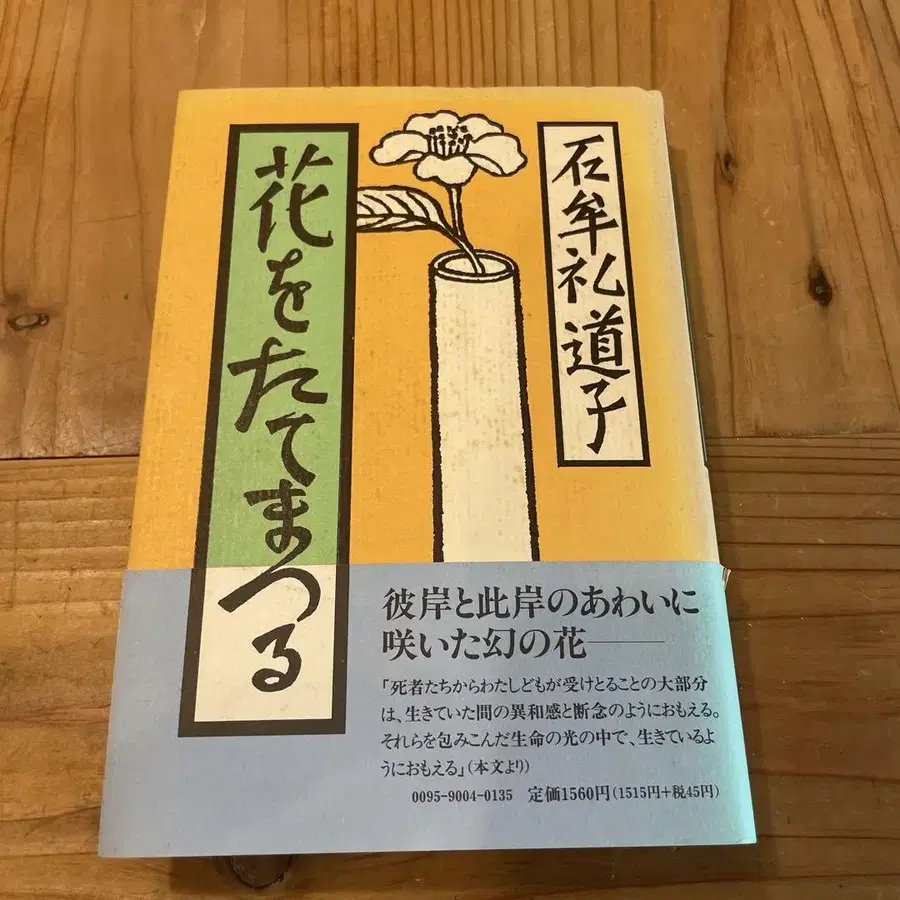 石牟礼道子
花をたてまつる
彼岸と此岸のあわいに
咲いた幻の花――
「死者たちからわたしどもが受けとることの大部分
は、生きていた間の異和感と断念のようにおもえる。
それらを包みこんだ生命の光の中で、生きているよ
うにおもえる」(本文より)
0095-9004-0135 定価1560円(1515円+税45円)